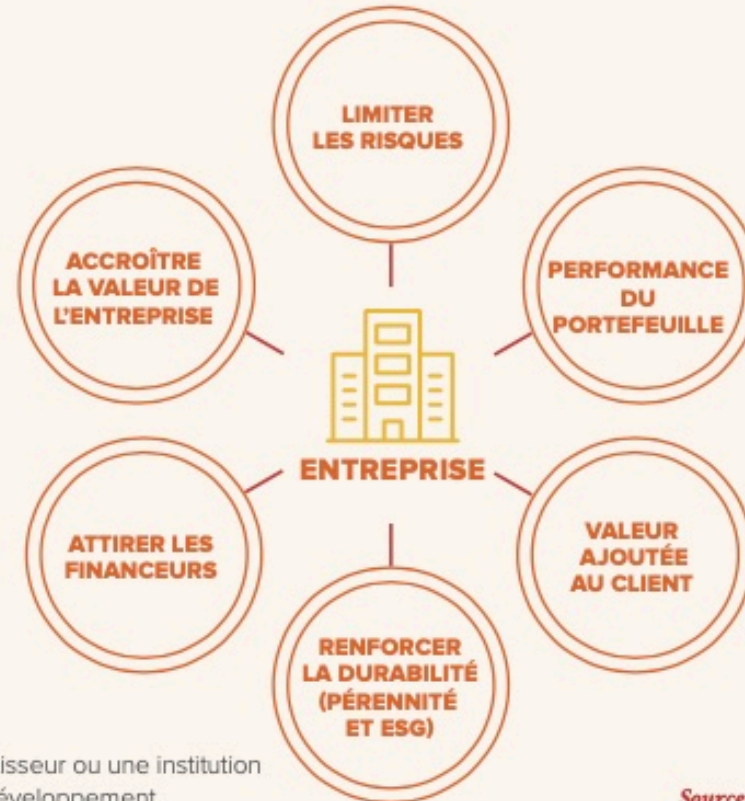 LIMITER
LES RISQUES
ACCROÎTRE
LA VALEUR DE
L'ENTREPRISE
PERFORMANCE
DU
PORTEFEUILLE
ENTREPRISE
ATTIRER LES
FINANCEURS
VALEUR
AJOUTÉE
AU CLIENT
RENFORCER
LA DURABILITÉ
(PÉRENNITÉ
ET ESG)
isseur ou une institution
éveloppement
Source